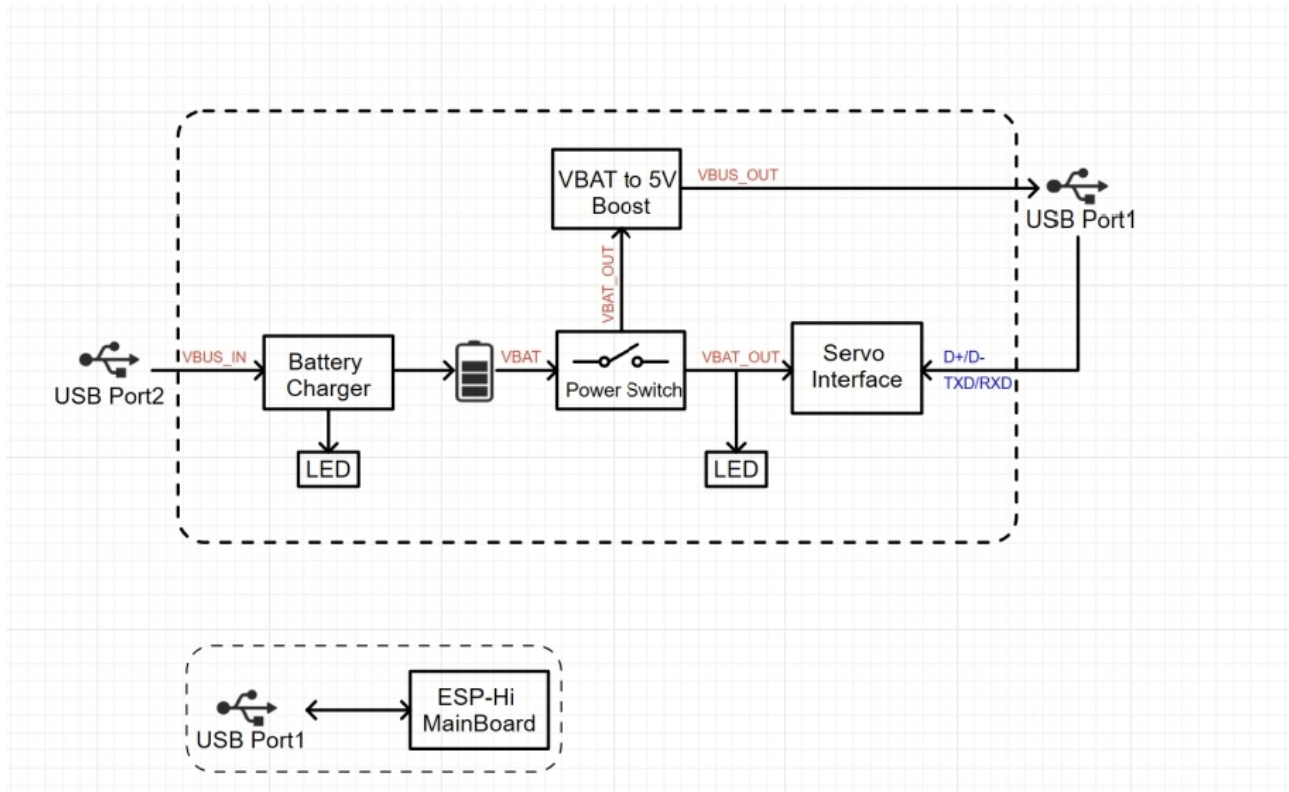 VBAT to 5V
Boost
VBUS_OUT
USB Port1
VBAT_OUT
USB Port2
VBUS_IN
Battery
Charger
VBAT
Power Switch
VBAT_OUT
Servo
Interface
D+/D-
TXD/RXD
LED
LED
USB Port1
ESP-Hi
MainBoard